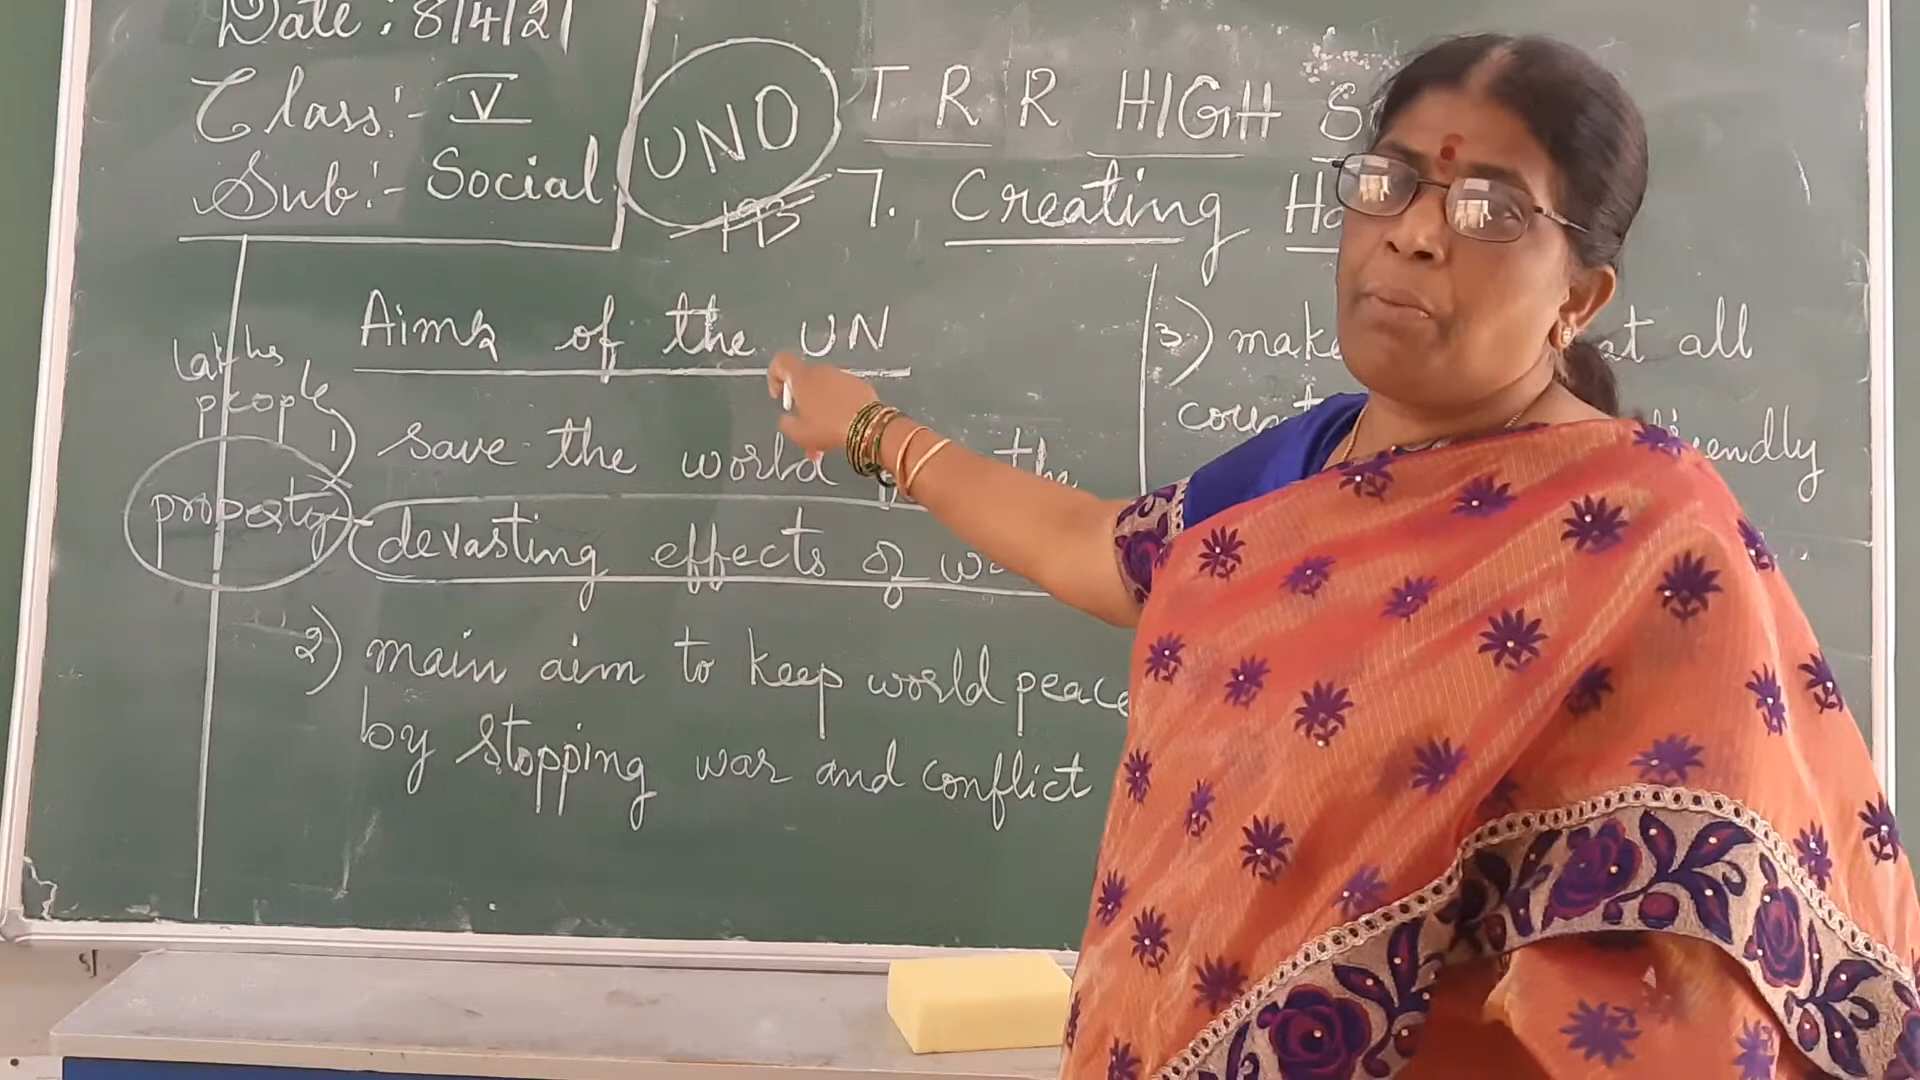 Date : 8/4/21
Class :- V
Sub :- Social
UNO
193
T R R HIGH
7. Creating
Aims of the UN
lakhs
people
property
1) save the world the
devasting effects of
2) main aim to keep world peace
by stopping war and conflict
3) make at all